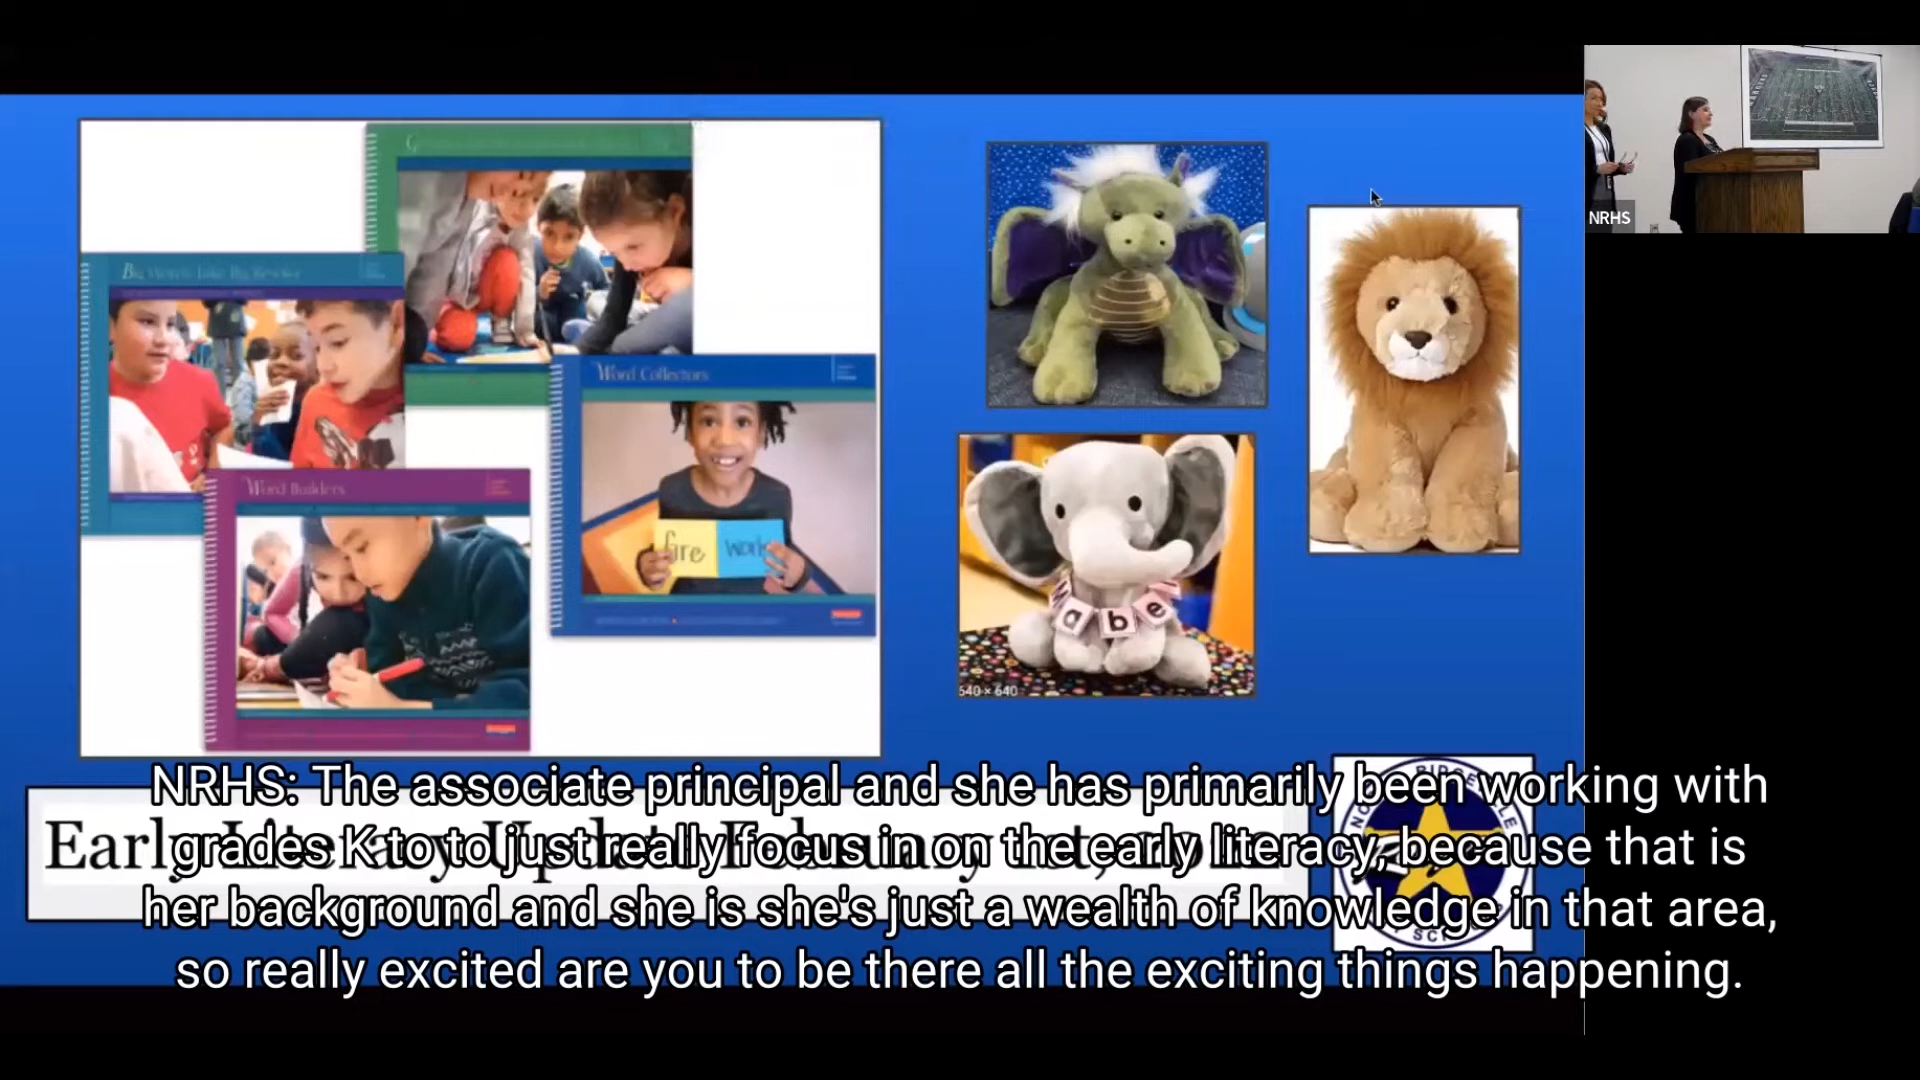 NRHS
Big Words Take Big Resolve
Word Collectors
fire work
Word Builders
a b e
640 × 640
Early Literacy Update February
NRHS: The associate principal and she has primarily been working with
grades K to to just really focus in on the early literacy, because that is
her background and she is she's just a wealth of knowledge in that area,
so really excited are you to be there all the exciting things happening.